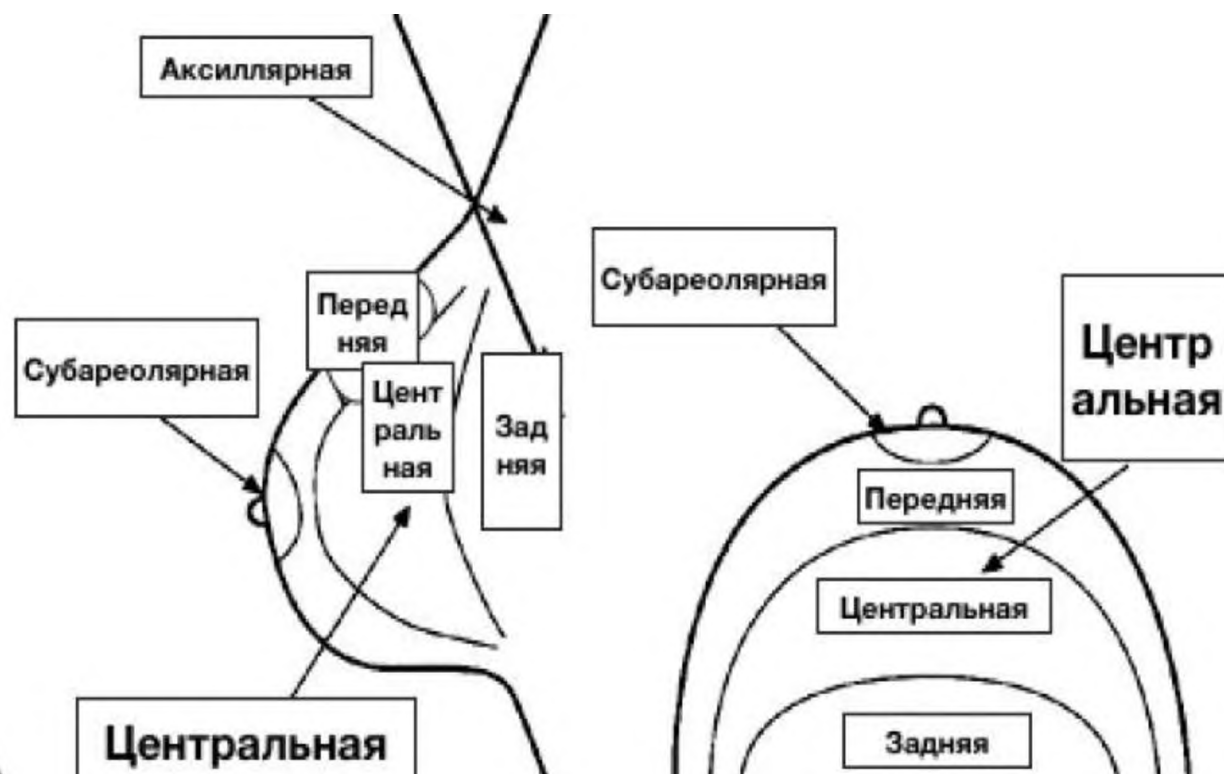 Аксиллярная
Перед
няя
Субареолярная
Цент
раль
ная
Зад
няя
Центральная
Субареолярная
Центр
альная
Передняя
Центральная
Задняя